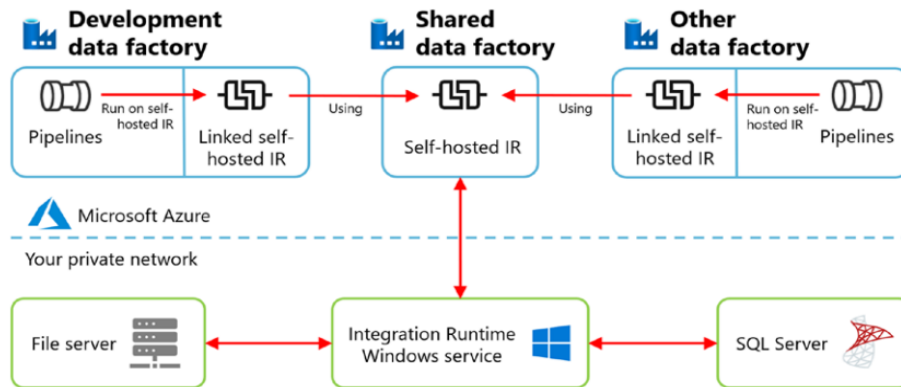 Development
data factory
Shared
data factory
Other
data factory
Pipelines
Run on self-
hosted IR
Linked self-
hosted IR
Using
Self-hosted IR
Using
Linked self-
hosted IR
Run on self-
hosted IR
Pipelines
Microsoft Azure
Your private network
File server
Integration Runtime
Windows service
SQL Server